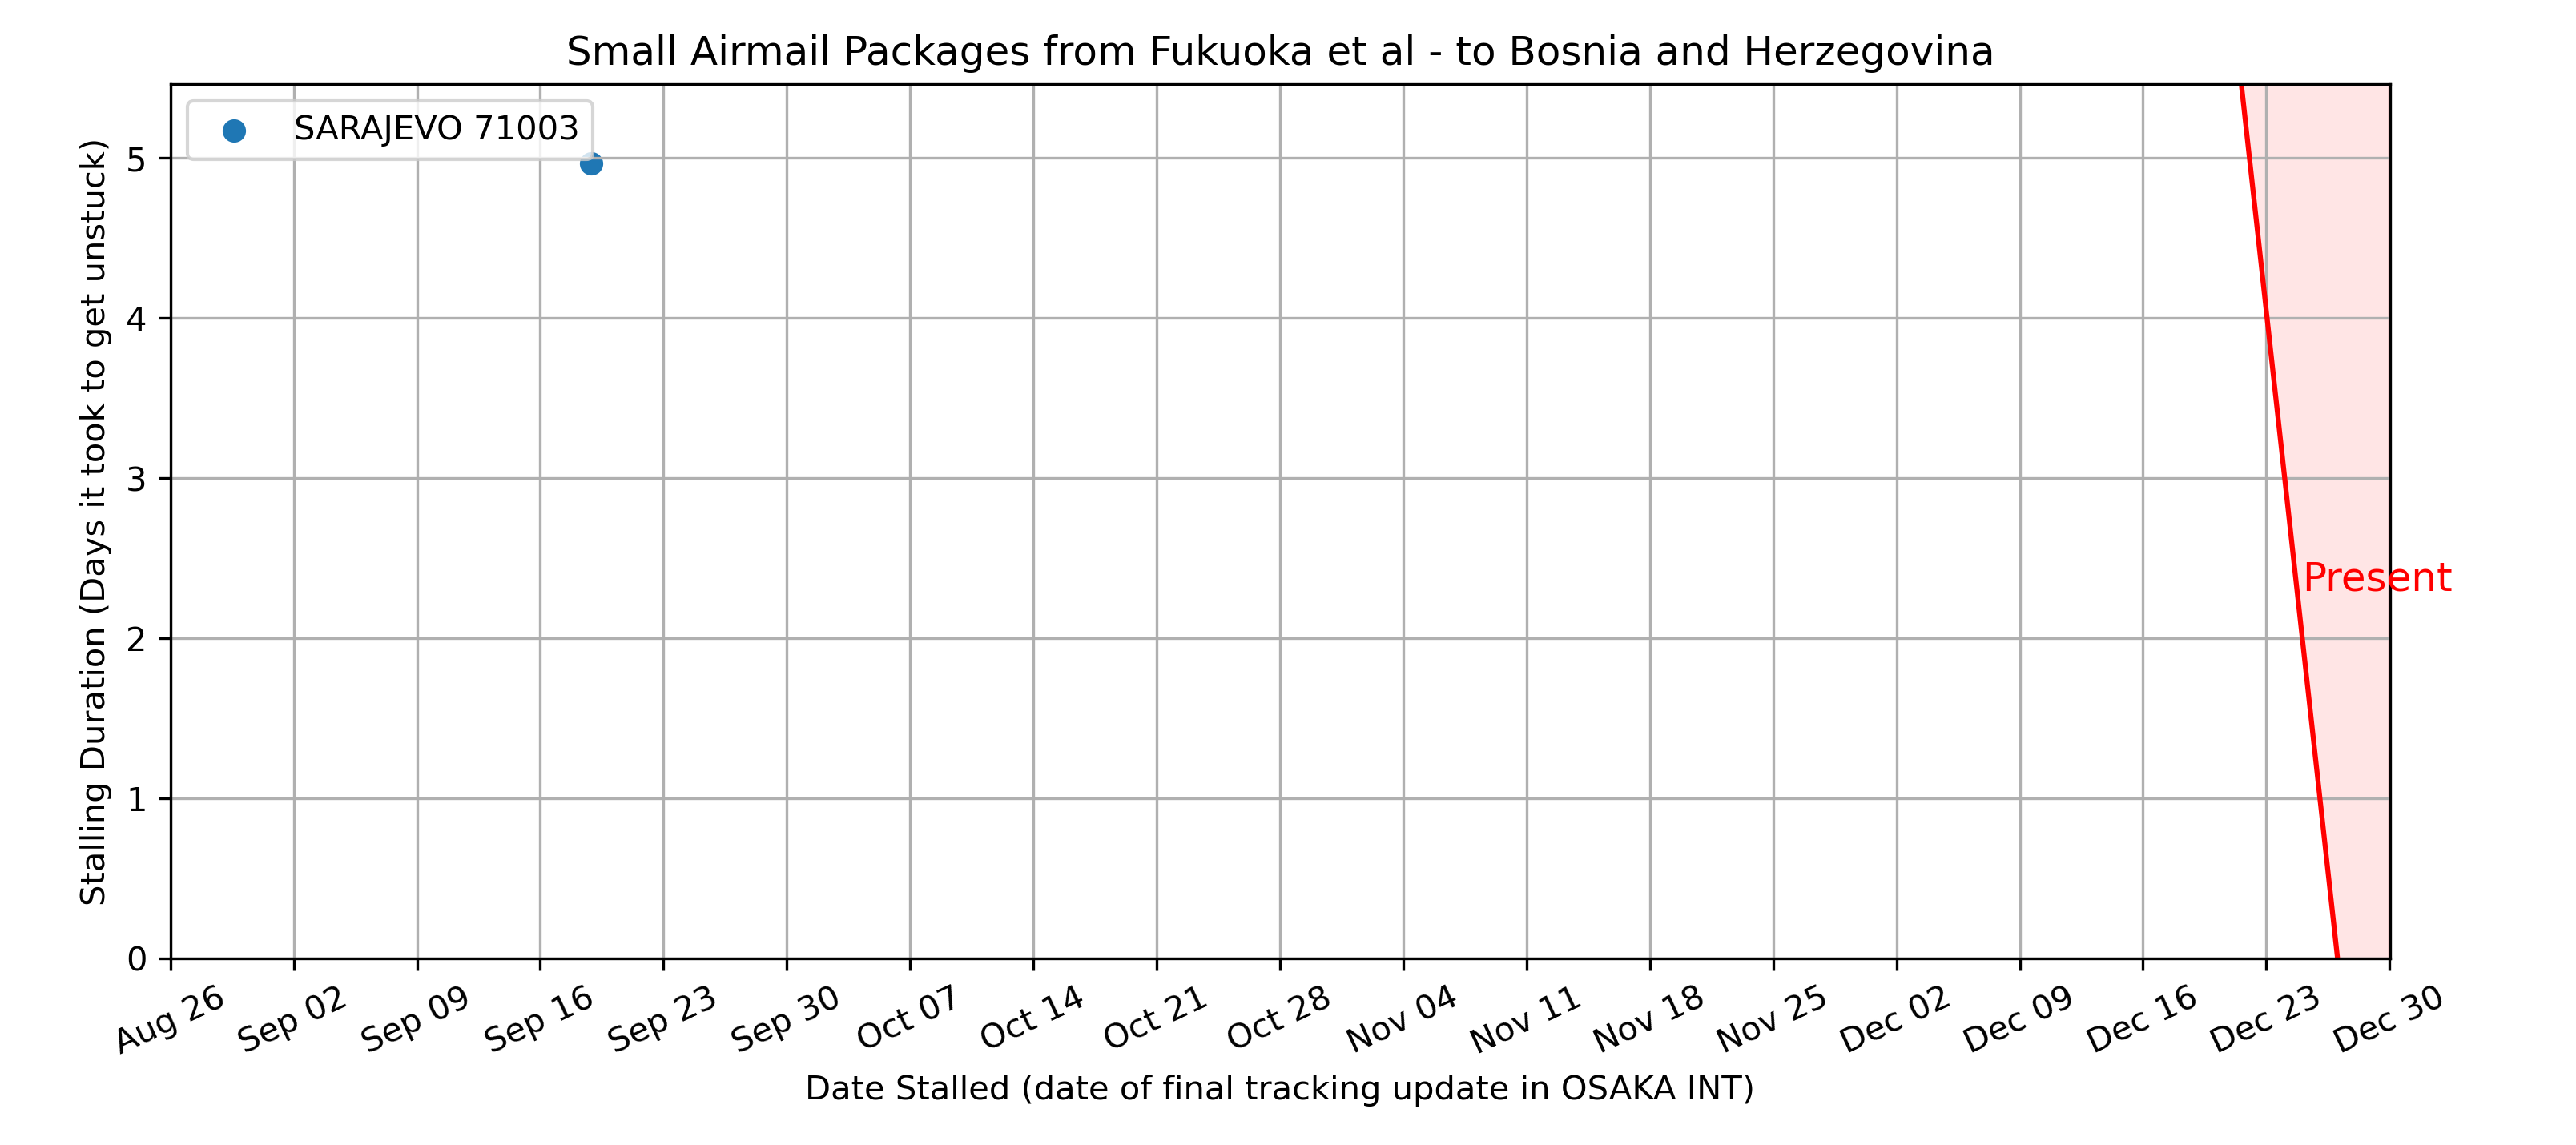 Small Airmail Packages from Fukuoka et al - to Bosnia and Herzegovina
SARAJEVO 71003
Stalling Duration (Days it took to get unstuck)
5
4
3
2
1
0
Present
Aug 26
Sep 02
Sep 09
Sep 16
Sep 23
Sep 30
Oct 07
Oct 14
Oct 21
Oct 28
Nov 04
Nov 11
Nov 18
Nov 25
Dec 02
Dec 09
Dec 16
Dec 23
Dec 30
Date Stalled (date of final tracking update in OSAKA INT)